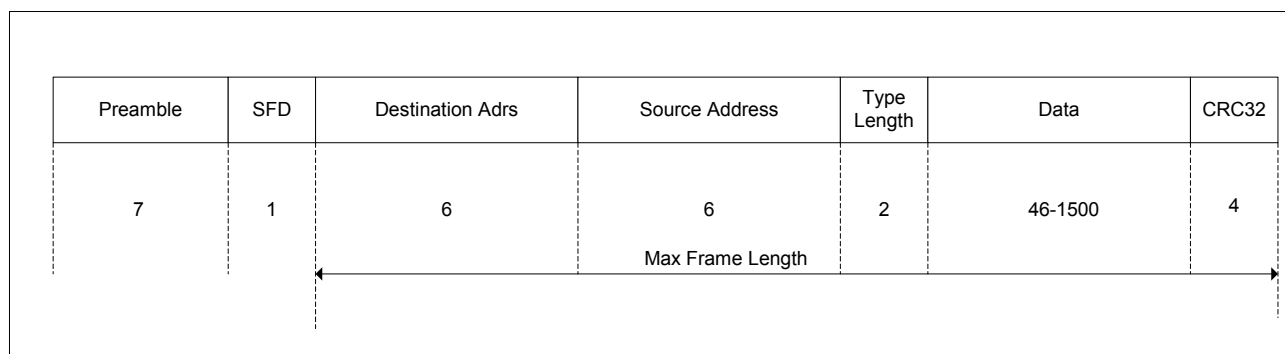 Preamble
SFD
Destination Adrs
Source Address
Type
Length
Data
CRC32
7
1
6
6
2
46-1500
4
Max Frame Length